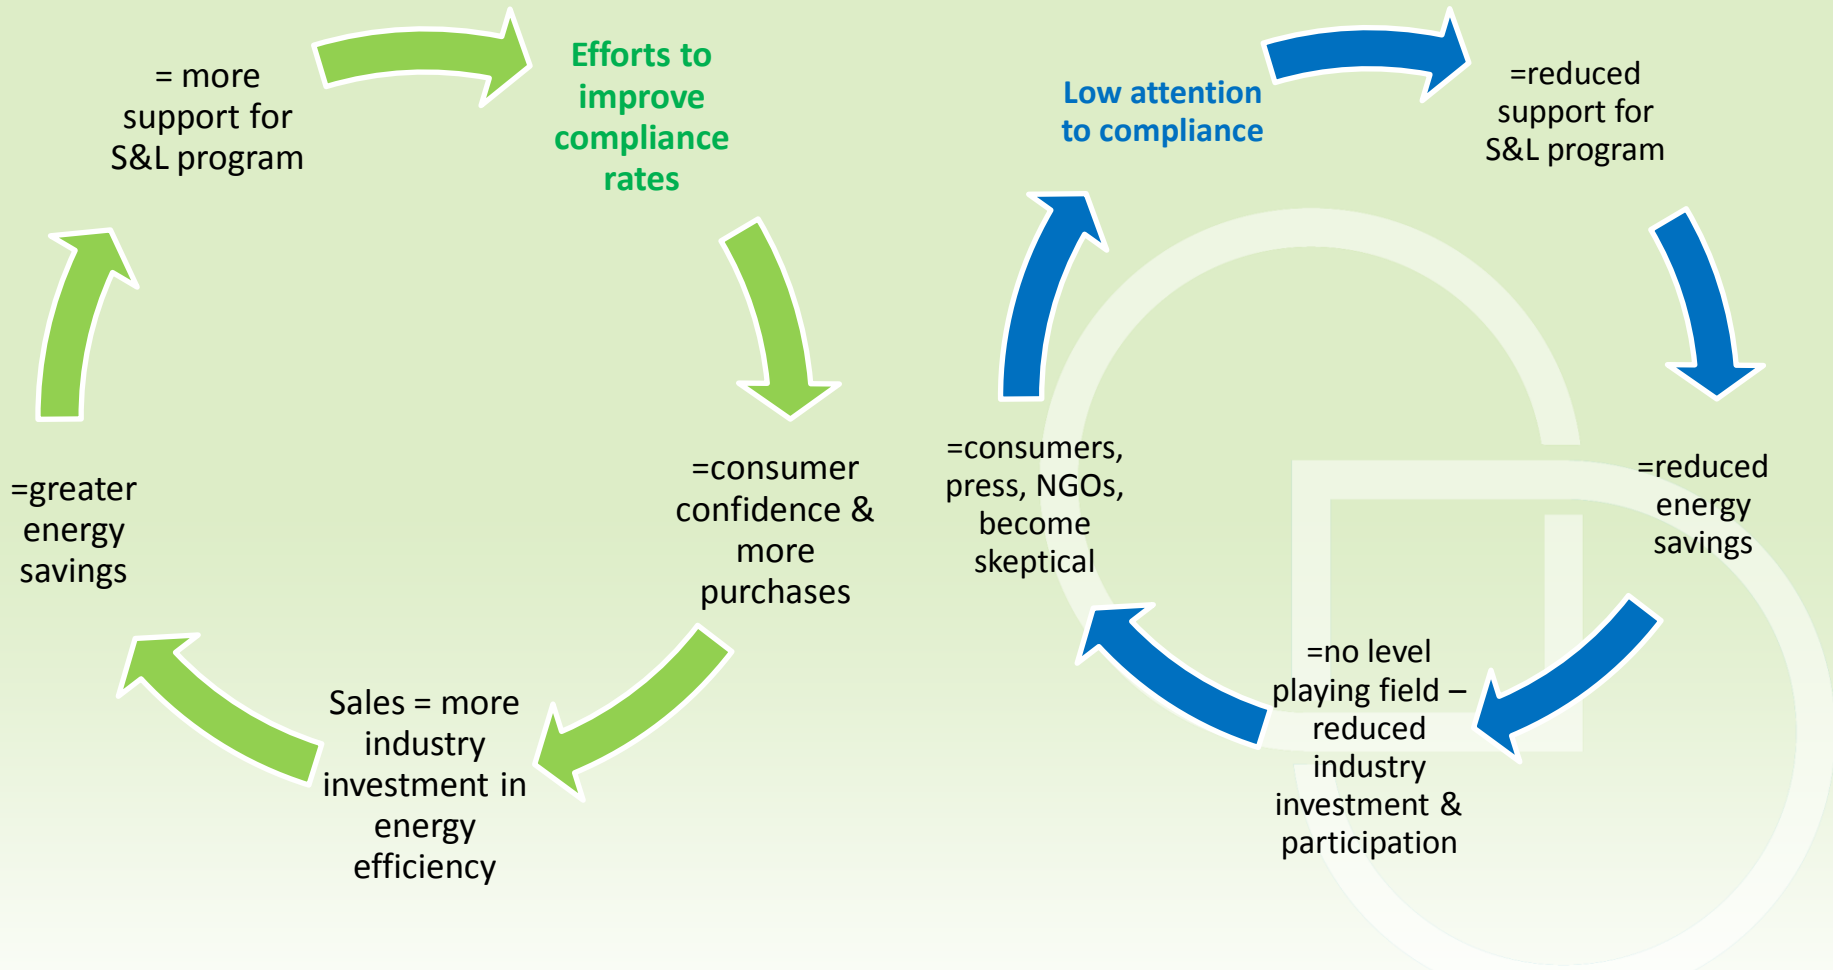 Efforts to
improve
compliance
rates
=consumer
confidence &
more
purchases
Sales = more
industry
investment in
energy
efficiency
=greater
energy
savings
= more
support for
S&L program
Low attention
to compliance
=reduced
support for
S&L program
=reduced
energy
savings
=no level
playing field –
reduced
industry
investment &
participation
=consumers,
press, NGOs,
become
skeptical